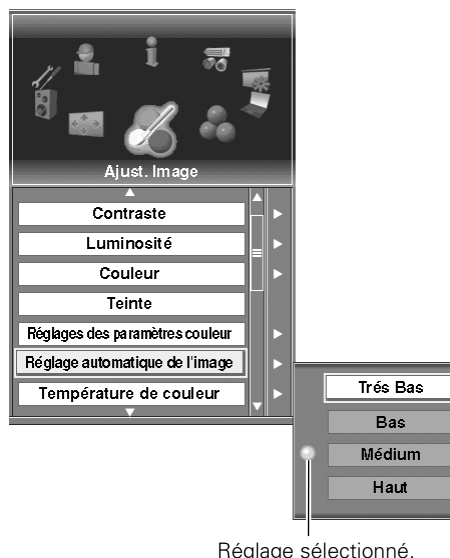 Ajust. Image
Contraste
Luminosité
Couleur
Teinte
Réglages des paramètres couleur
Réglage automatique de l'image
Température de couleur
Trés Bas
Bas
Médium
Haut
Réglage sélectionné.